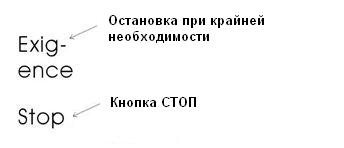 Остановка при крайней
необходимости
Exig-
ence
Кнопка СТОП
Stop